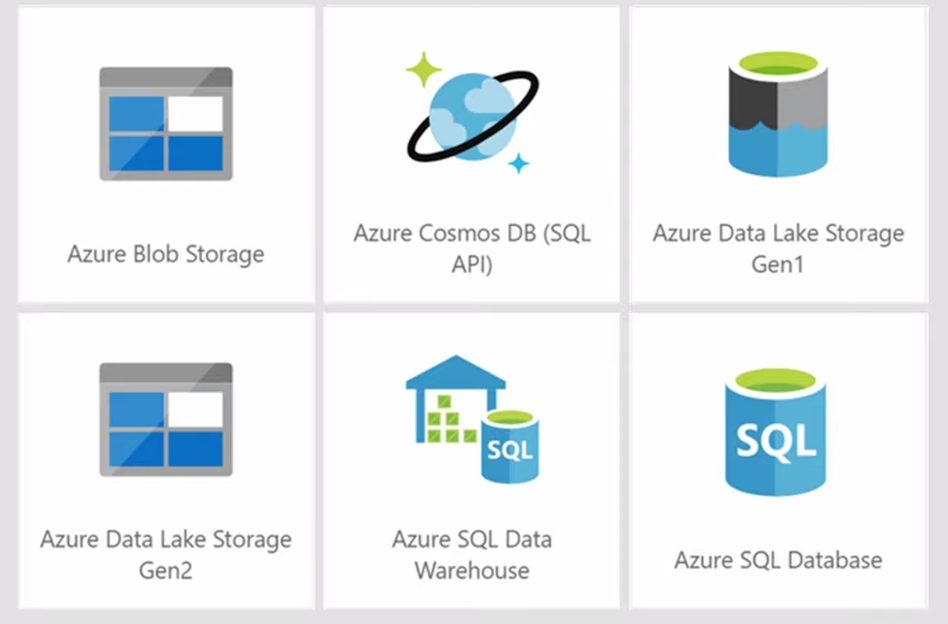 Azure Blob Storage
Azure Cosmos DB (SQL
API)
Azure Data Lake Storage
Gen1
Azure Data Lake Storage
Gen2
SQL
Azure SQL Data
Warehouse
SQL
Azure SQL Database